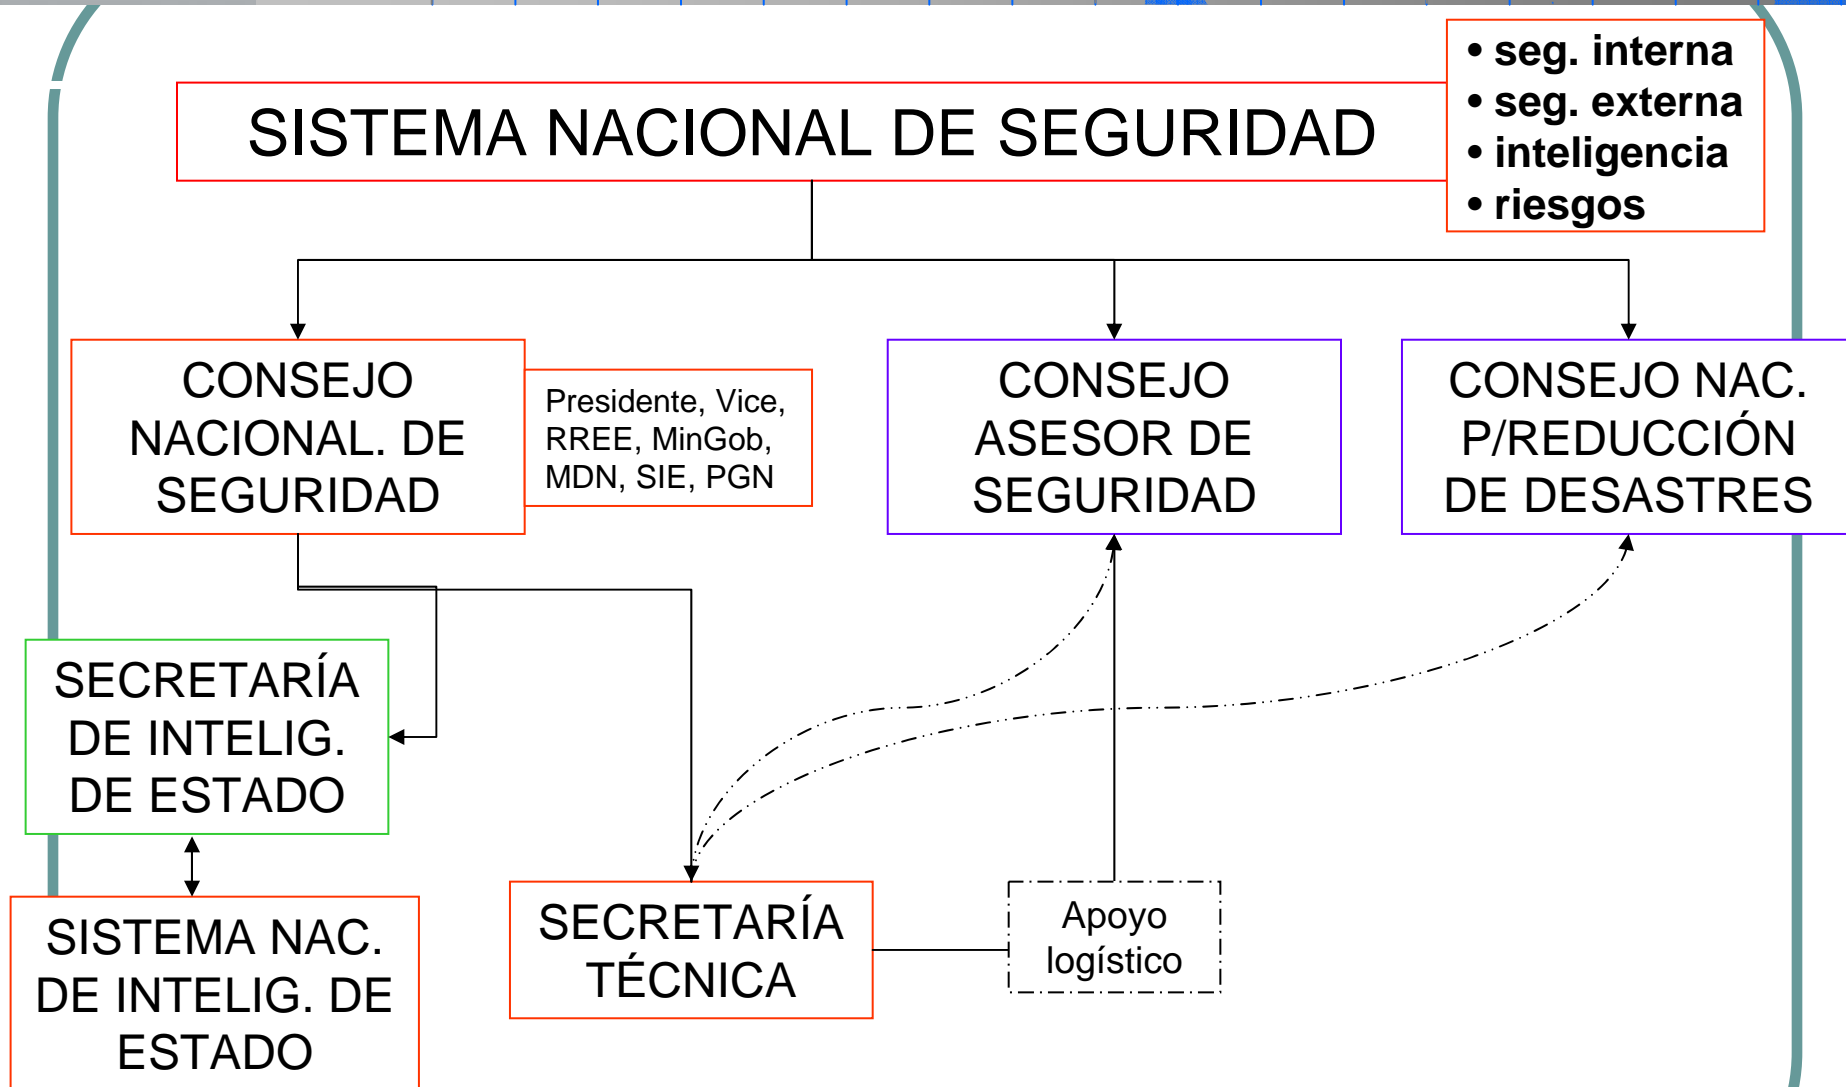 SISTEMA NACIONAL DE SEGURIDAD
• seg. interna
• seg. externa
• inteligencia
• riesgos
CONSEJO
NACIONAL. DE
SEGURIDAD
Presidente, Vice,
RREE, MinGob,
MDN, SIE, PGN
CONSEJO
ASESOR DE
SEGURIDAD
CONSEJO NAC.
P/REDUCCIÓN
DE DESASTRES
SECRETARÍA
DE INTELIG.
DE ESTADO
SISTEMA NAC.
DE INTELIG. DE
ESTADO
SECRETARÍA
TÉCNICA
Apoyo
logístico